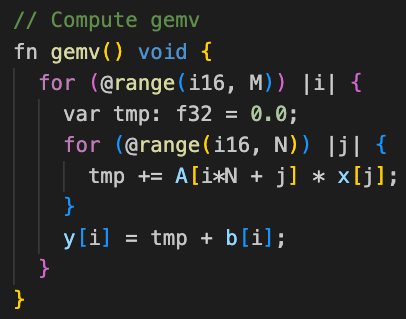 // Compute gemv
fn gemv() void {
  for (@range(i16, M)) |i| {
    var tmp: f32 = 0.0;
    for (@range(i16, N)) |j| {
      tmp += A[i*N + j] * x[j];
    }
    y[i] = tmp + b[i];
  }
}